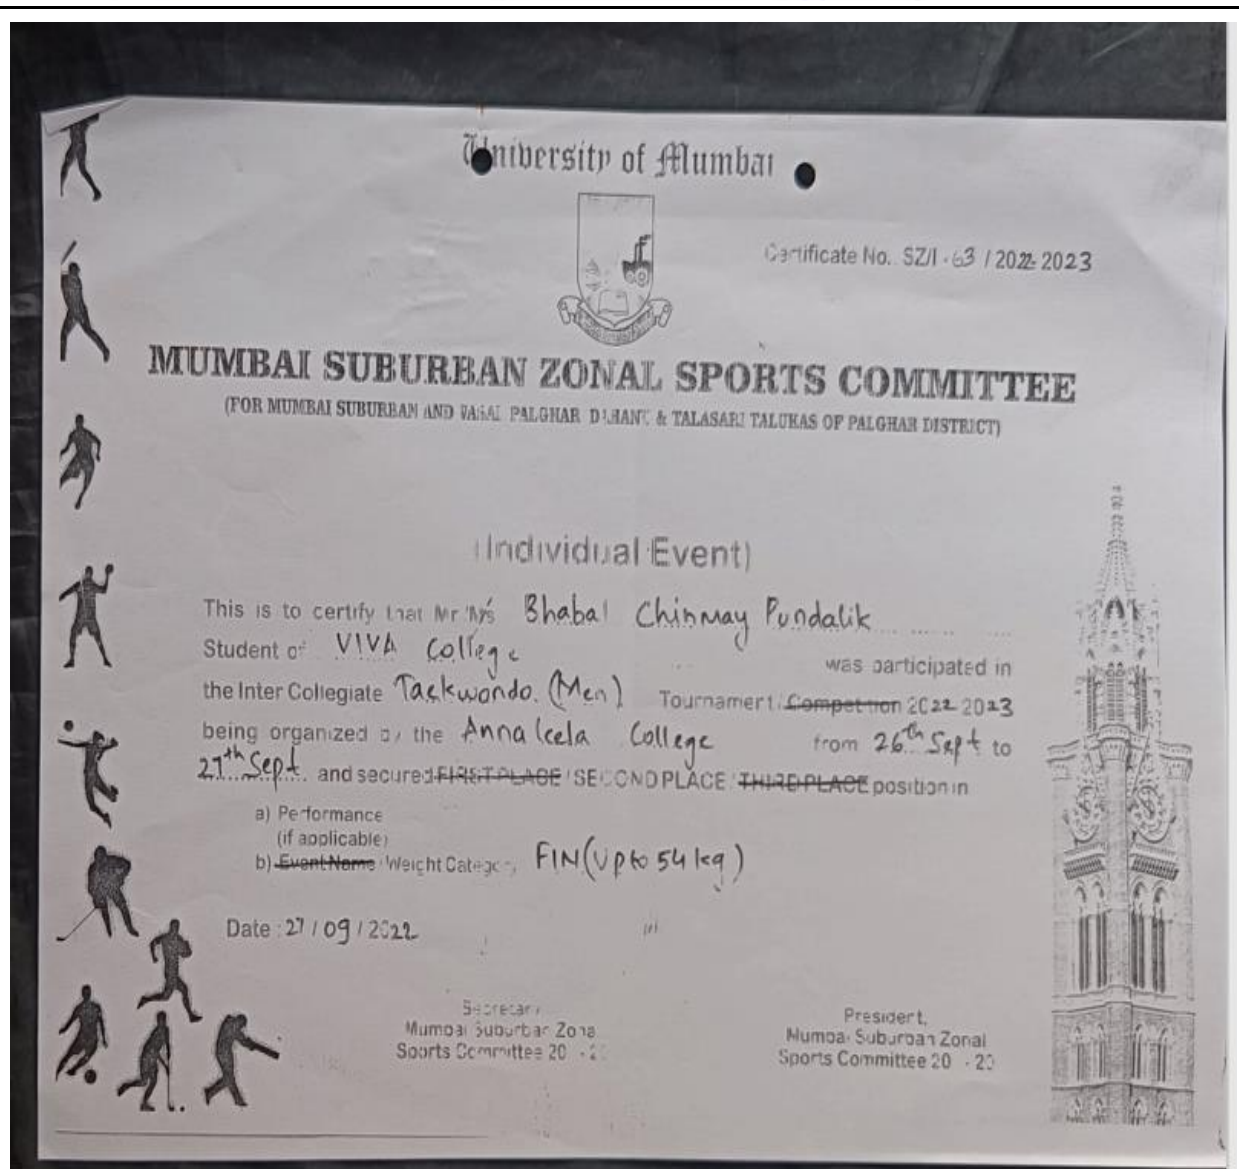 University of Mumbai
Certificate No. SZ/I - 63 / 2022-2023
MUMBAI SUBURBAN ZONAL SPORTS COMMITTEE
(FOR MUMBAI SUBURBAN AND VASAI PALGHAR DAHANU & TALASARI TALUKAS OF PALGHAR DISTRICT)
(Individual Event)
This is to certify that Mr/Ms Bhabal Chinmay Pundalik
Student of VIVA College was participated in
the Inter Collegiate Taekwondo. (Men) Tournament/Competition 2022-2023
being organized by the Annaleela College from 26th Sept to
27th Sept. and secured FIRST PLACE / SECOND PLACE / THIRD PLACE position in
a) Performance
(if applicable)
b) Event Name / Weight Category FIN (Up to 54 kg)
Date : 27 / 09 / 2022
Secretary
Mumbai Suburban Zonal
Sports Committee 20 - 20
President,
Mumbai Suburban Zonal
Sports Committee 20 - 20